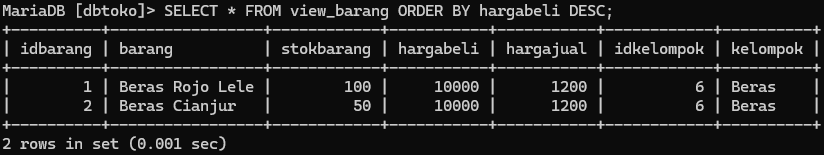 MariaDB [dbtoko]> SELECT * FROM view_barang ORDER BY hargabeli DESC;
+----------+-----------------+------------+-----------+-----------+------------+----------+
| idbarang | barang          | stokbarang | hargabeli | hargajual | idkelompok | kelompok |
+----------+-----------------+------------+-----------+-----------+------------+----------+
|        1 | Beras Rojo Lele |        100 |     10000 |      1200 |          6 | Beras    |
|        2 | Beras Cianjur   |         50 |     10000 |      1200 |          6 | Beras    |
+----------+-----------------+------------+-----------+-----------+------------+----------+
2 rows in set (0.001 sec)